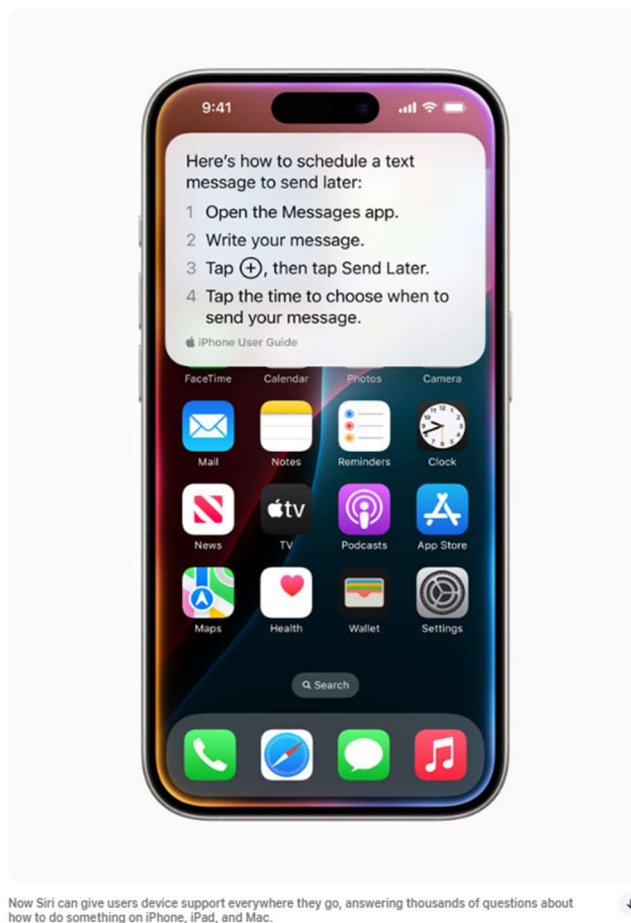 9:41
Here's how to schedule a text
message to send later:
1 Open the Messages app.
2 Write your message.
3 Tap ⊕, then tap Send Later.
4 Tap the time to choose when to
send your message.
iPhone User Guide
FaceTime Calendar Photos Camera
Mail Notes Reminders Clock
News TV Podcasts App Store
tv
Maps Health Wallet Settings
Search
Now Siri can give users device support everywhere they go, answering thousands of questions about
how to do something on iPhone, iPad, and Mac.